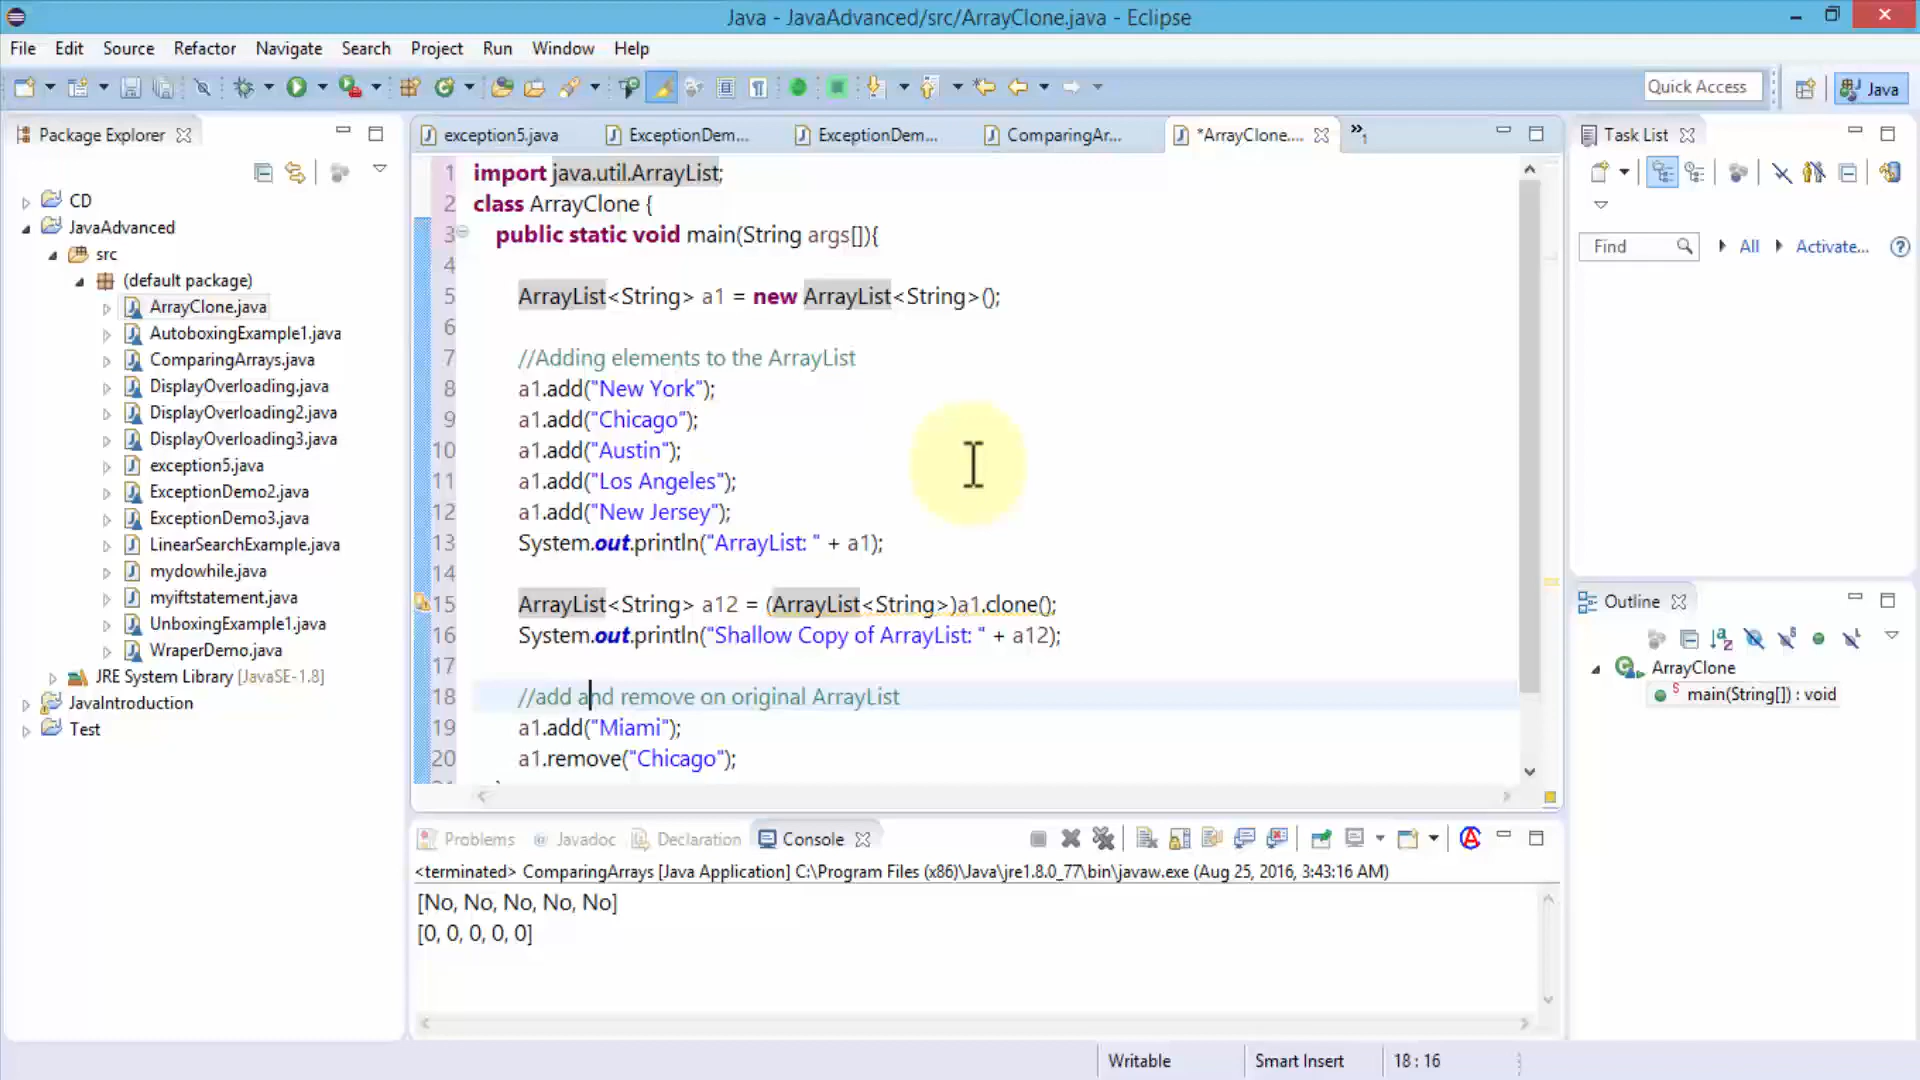 Java - JavaAdvanced/src/ArrayClone.java - Eclipse
File Edit Source Refactor Navigate Search Project Run Window Help
Quick Access
Java
Package Explorer
CD
JavaAdvanced
src
(default package)
ArrayClone.java
AutoboxingExample1.java
ComparingArrays.java
DisplayOverloading.java
DisplayOverloading2.java
DisplayOverloading3.java
exception5.java
ExceptionDemo2.java
ExceptionDemo3.java
LinearSearchExample.java
mydowhile.java
myiftstatement.java
UnboxingExample1.java
WraperDemo.java
JRE System Library [JavaSE-1.8]
JavaIntroduction
Test
exception5.java ExceptionDem... ExceptionDem... ComparingAr... *ArrayClone.... »1
1 import java.util.ArrayList;
2 class ArrayClone {
3 public static void main(String args[]){
4
5 ArrayList<String> a1 = new ArrayList<String>();
6
7 //Adding elements to the ArrayList
8 a1.add("New York");
9 a1.add("Chicago");
10 a1.add("Austin");
11 a1.add("Los Angeles");
12 a1.add("New Jersey");
13 System.out.println("ArrayList: " + a1);
14
15 ArrayList<String> a12 = (ArrayList<String>)a1.clone();
16 System.out.println("Shallow Copy of ArrayList: " + a12);
17
18 //add and remove on original ArrayList
19 a1.add("Miami");
20 a1.remove("Chicago");
Problems Javadoc Declaration Console
<terminated> ComparingArrays [Java Application] C:\Program Files (x86)\Java\jre1.8.0_77\bin\javaw.exe (Aug 25, 2016, 3:43:16 AM)
[No, No, No, No, No]
[0, 0, 0, 0, 0]
Task List
Find All Activate...
Outline
ArrayClone
main(String[]) : void
Writable Smart Insert 18 : 16